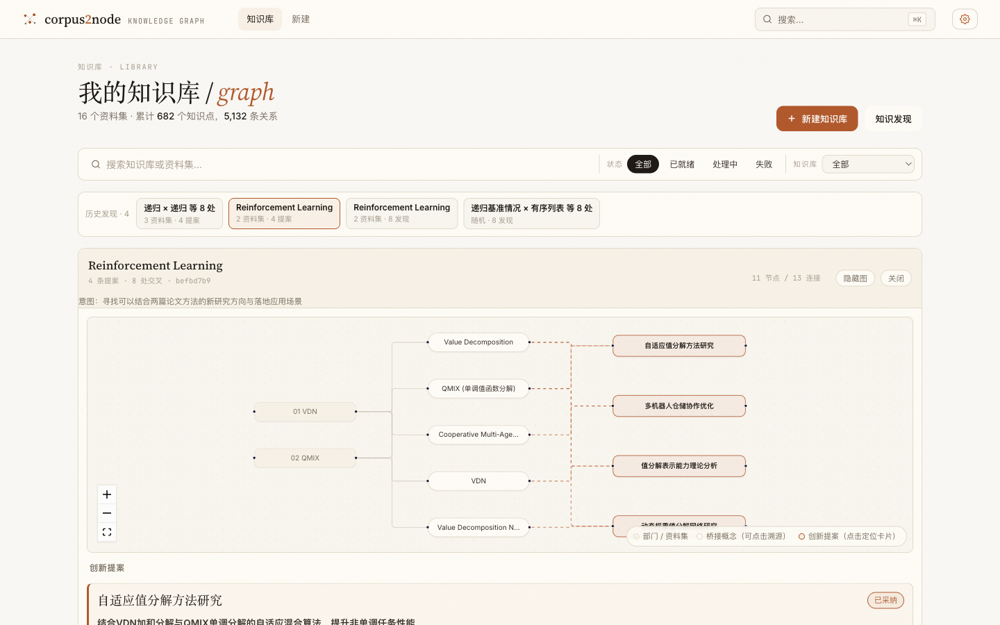 corpus2node KNOWLEDGE GRAPH
知识库
新建
搜索...
⌘K
知识库 · LIBRARY
我的知识库 / graph
16 个资料集 · 累计 682 个知识点，5,132 条关系
+ 新建知识库
知识发现
搜索知识库或资料集...
状态
全部
已就绪
处理中
失败
知识库
全部
历史发现 · 4
递归 × 递归 等 8 处
3 资料集 · 4 提案
Reinforcement Learning
2 资料集 · 4 提案
Reinforcement Learning
2 资料集 · 8 发现
递归基准情况 × 有序列表 等 8 处
随机 · 8 发现
Reinforcement Learning
4 条提案 · 8 处交叉 · befbd7b9
11 节点 / 13 连接
隐藏图
关闭
意图：寻找可以结合两篇论文方法的新研究方向与落地应用场景
01 VDN
02 QMIX
Value Decomposition
QMIX (单调值函数分解)
Cooperative Multi-Age...
VDN
Value Decomposition N...
自适应值分解方法研究
多机器人仓储协作优化
值分解表示能力理论分析
动态权重值分解网络研究
部门 / 资料集
桥接概念（可点击溯源）
创新提案（点击定位卡片）
创新提案
自适应值分解方法研究
已采纳
结合VDN加和分解与QMIX单调分解的自适应混合算法，提升非单调任务性能